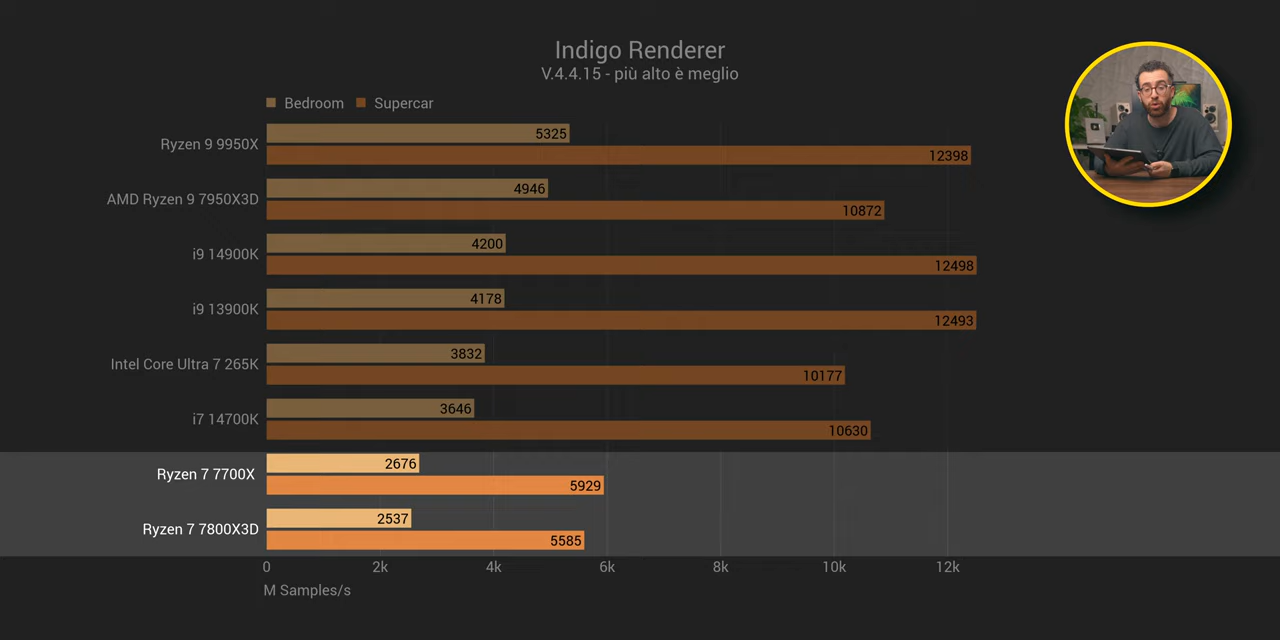 Indigo Renderer
V.4.4.15 - più alto è meglio
Bedroom Supercar
Ryzen 9 9950X 5325 12398
AMD Ryzen 9 7950X3D 4946 10872
i9 14900K 4200 12498
i9 13900K 4178 12493
Intel Core Ultra 7 265K 3832 10177
i7 14700K 3646 10630
Ryzen 7 7700X 2676 5929
Ryzen 7 7800X3D 2537 5585
0 2k 4k 6k 8k 10k 12k
M Samples/s